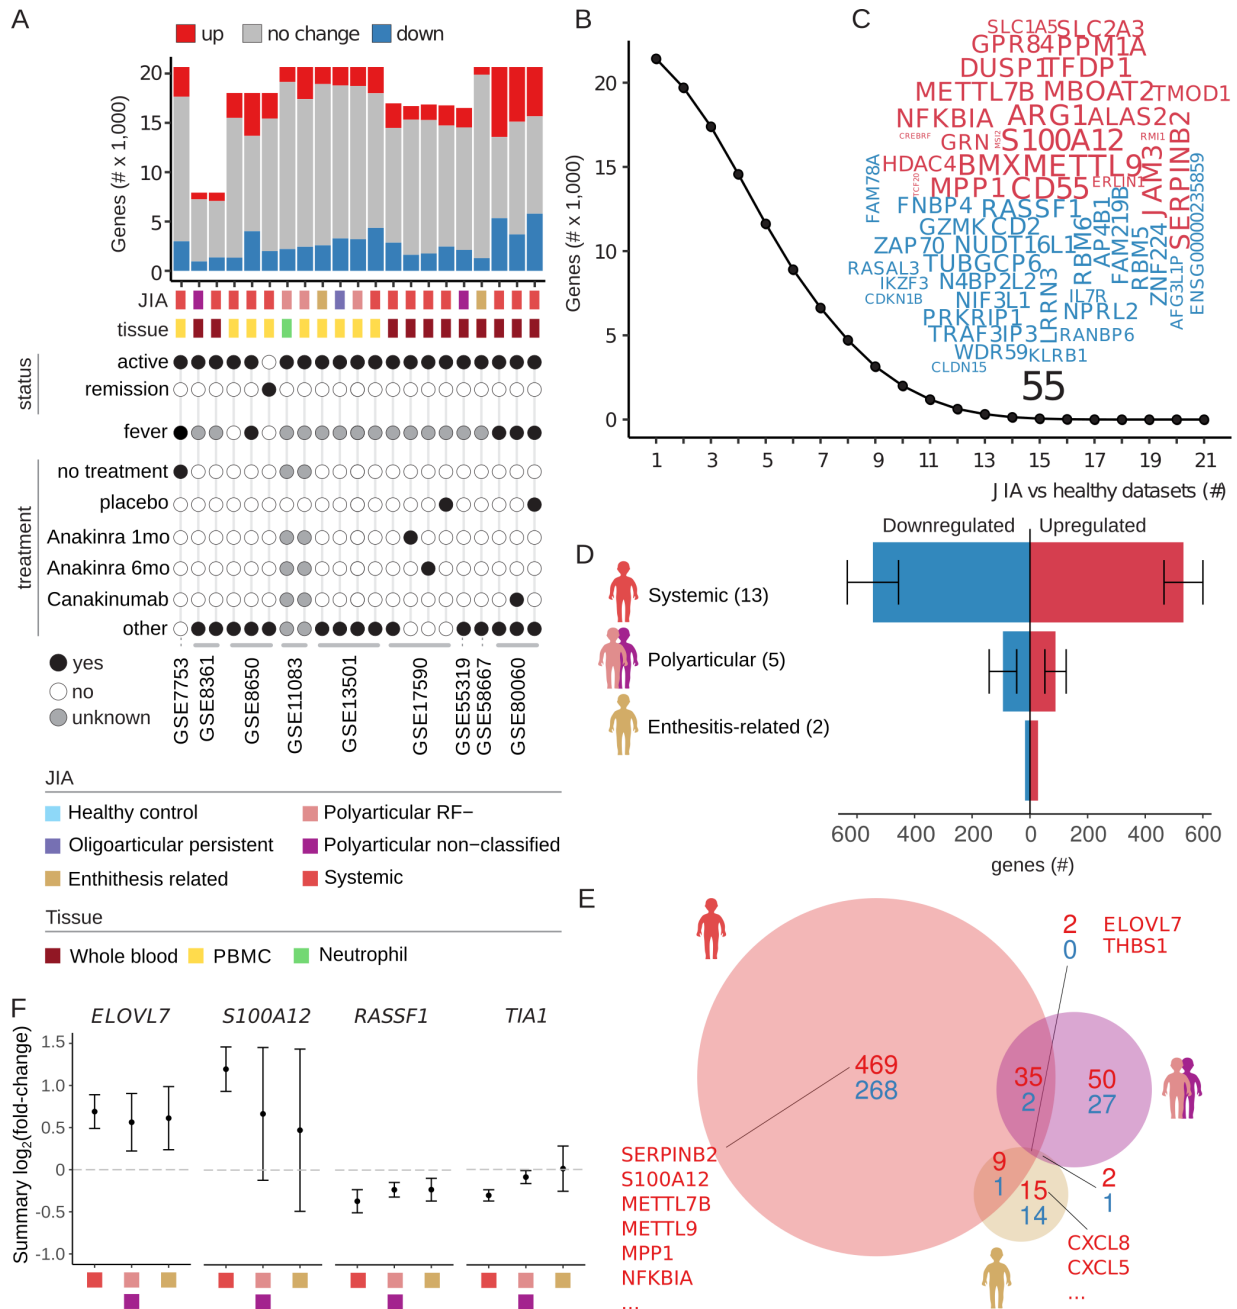 A
up
no change
down
Genes (# x 1,000)
20
15
10
5
0
JIA
tissue
status
active
remission
fever
treatment
no treatment
placebo
Anakinra 1mo
Anakinra 6mo
Canakinumab
other
yes
no
unknown
GSE7753
GSE8361
GSE8650
GSE11083
GSE13501
GSE17590
GSE55319
GSE58667
GSE80060
JIA
Healthy control
Polyarticular RF−
Oligoarticular persistent
Polyarticular non−classified
Enthithesis related
Systemic
Tissue
Whole blood
PBMC
Neutrophil
B
Genes (# x 1,000)
20
15
10
5
0
1 3 5 7 9 11 13 15 17 19 21
JIA vs healthy datasets (#)
C
SLC1A5 SLC2A3
GPR84 PPM1A
DUSP1 TFDP1
METTL7B MBOAT2 TMOD1
NFKBIA ARG1 ALAS2
CREBRF GRN MSI2 S100A12 RMI1
HDAC4 BMX METTL9
TCF20 MPP1 CD55 ERLIN1
JAM3
SERPINB2
FAM78A
FNBP4 RASSF1
GZMK CD2
ZAP70 NUDT16L1
RASAL3 TUBGCP6
IKZF3 N4BP2L2
CDKN1B NIF3L1 IL7R
PRKRIP1 NPRL2
TRAF3IP3 RANBP6
WDR59 KLRB1
CLDN15
LRRN3
RBM6
AP4B1
FAM219B
RBM5
ZNF224
AFG3L1P
ENSG00000235859
55
D
Downregulated Upregulated
Systemic (13)
Polyarticular (5)
Enthesitis-related (2)
600 400 200 0 200 400 600
genes (#)
E
2
0
ELOVL7
THBS1
469
268
35
2
50
27
9
1
15
14
2
1
SERPINB2
S100A12
METTL7B
METTL9
MPP1
NFKBIA
...
CXCL8
CXCL5
...
F
ELOVL7 S100A12 RASSF1 TIA1
Summary log2(fold-change)
1.5
1.0
0.5
0
-0.5
-1.0